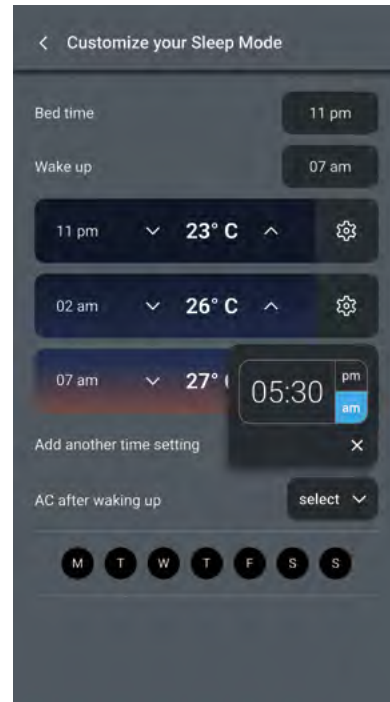 Customize your Sleep Mode
Bed time 11 pm
Wake up 07 am
11 pm 23° C
02 am 26° C
07 am 27°
05:30 pm am
Add another time setting
AC after waking up select
M T W T F S S